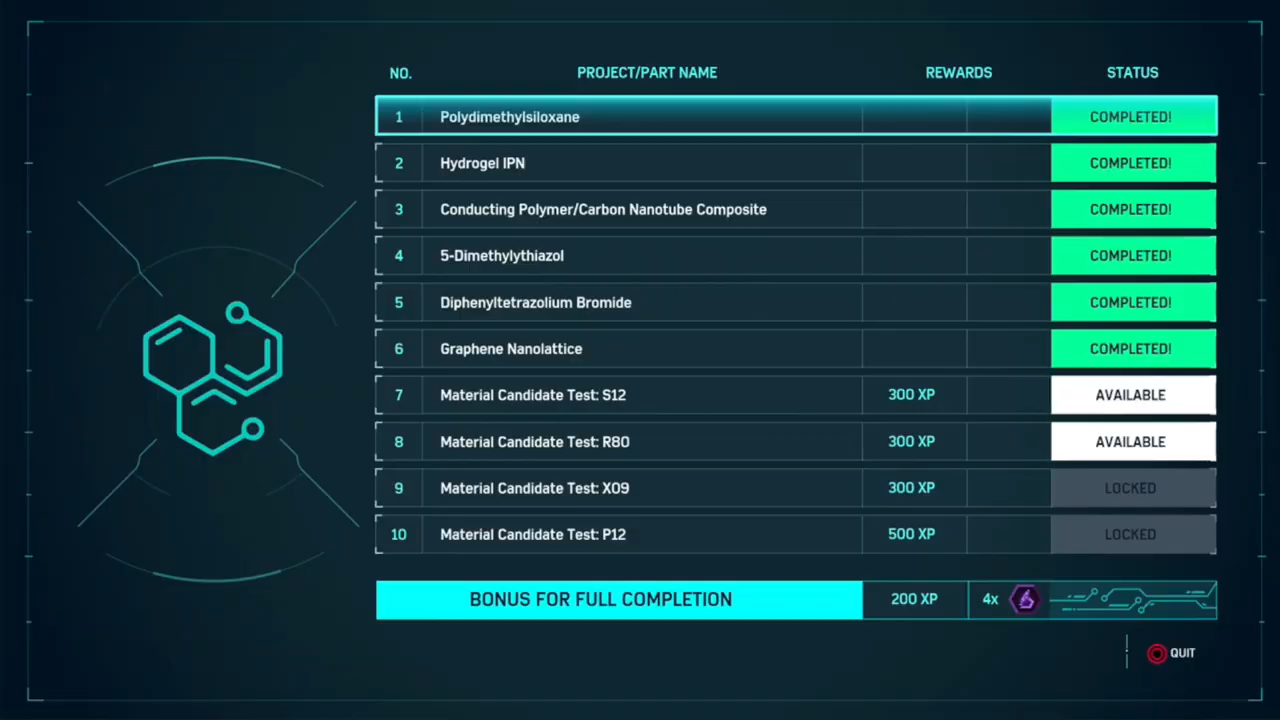 NO. PROJECT/PART NAME REWARDS STATUS
1 Polydimethylsiloxane COMPLETED!
2 Hydrogel IPN COMPLETED!
3 Conducting Polymer/Carbon Nanotube Composite COMPLETED!
4 5-Dimethylythiazol COMPLETED!
5 Diphenyltetrazolium Bromide COMPLETED!
6 Graphene Nanolattice COMPLETED!
7 Material Candidate Test: S12 300 XP AVAILABLE
8 Material Candidate Test: R80 300 XP AVAILABLE
9 Material Candidate Test: X09 300 XP LOCKED
10 Material Candidate Test: P12 500 XP LOCKED
BONUS FOR FULL COMPLETION 200 XP 4x
QUIT